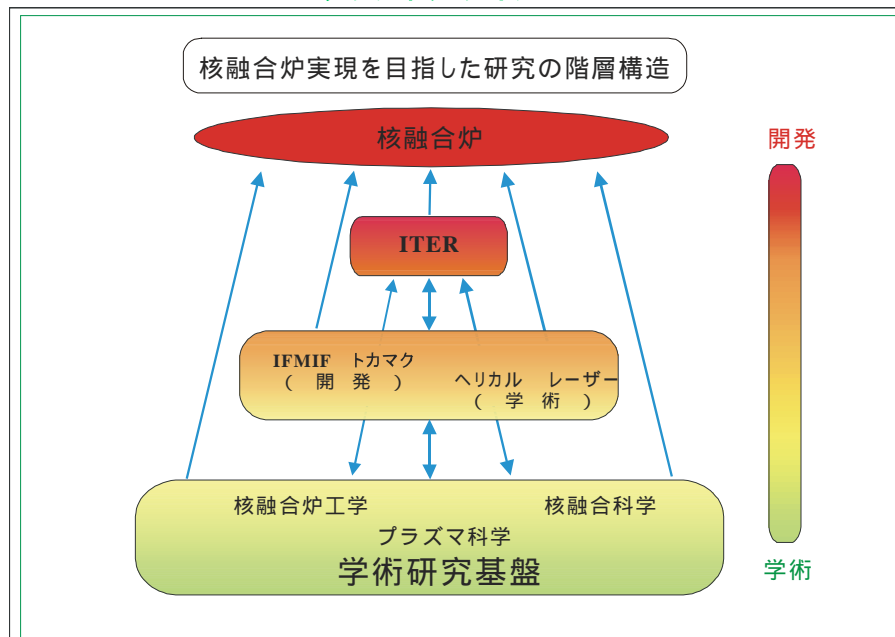 核融合炉実現を目指した研究の階層構造
核融合炉
開発
ITER
IFMIF トカマク
（ 開 発 ）
ヘリカル レーザー
（ 学 術 ）
核融合炉工学
核融合科学
プラズマ科学
学術研究基盤
学術